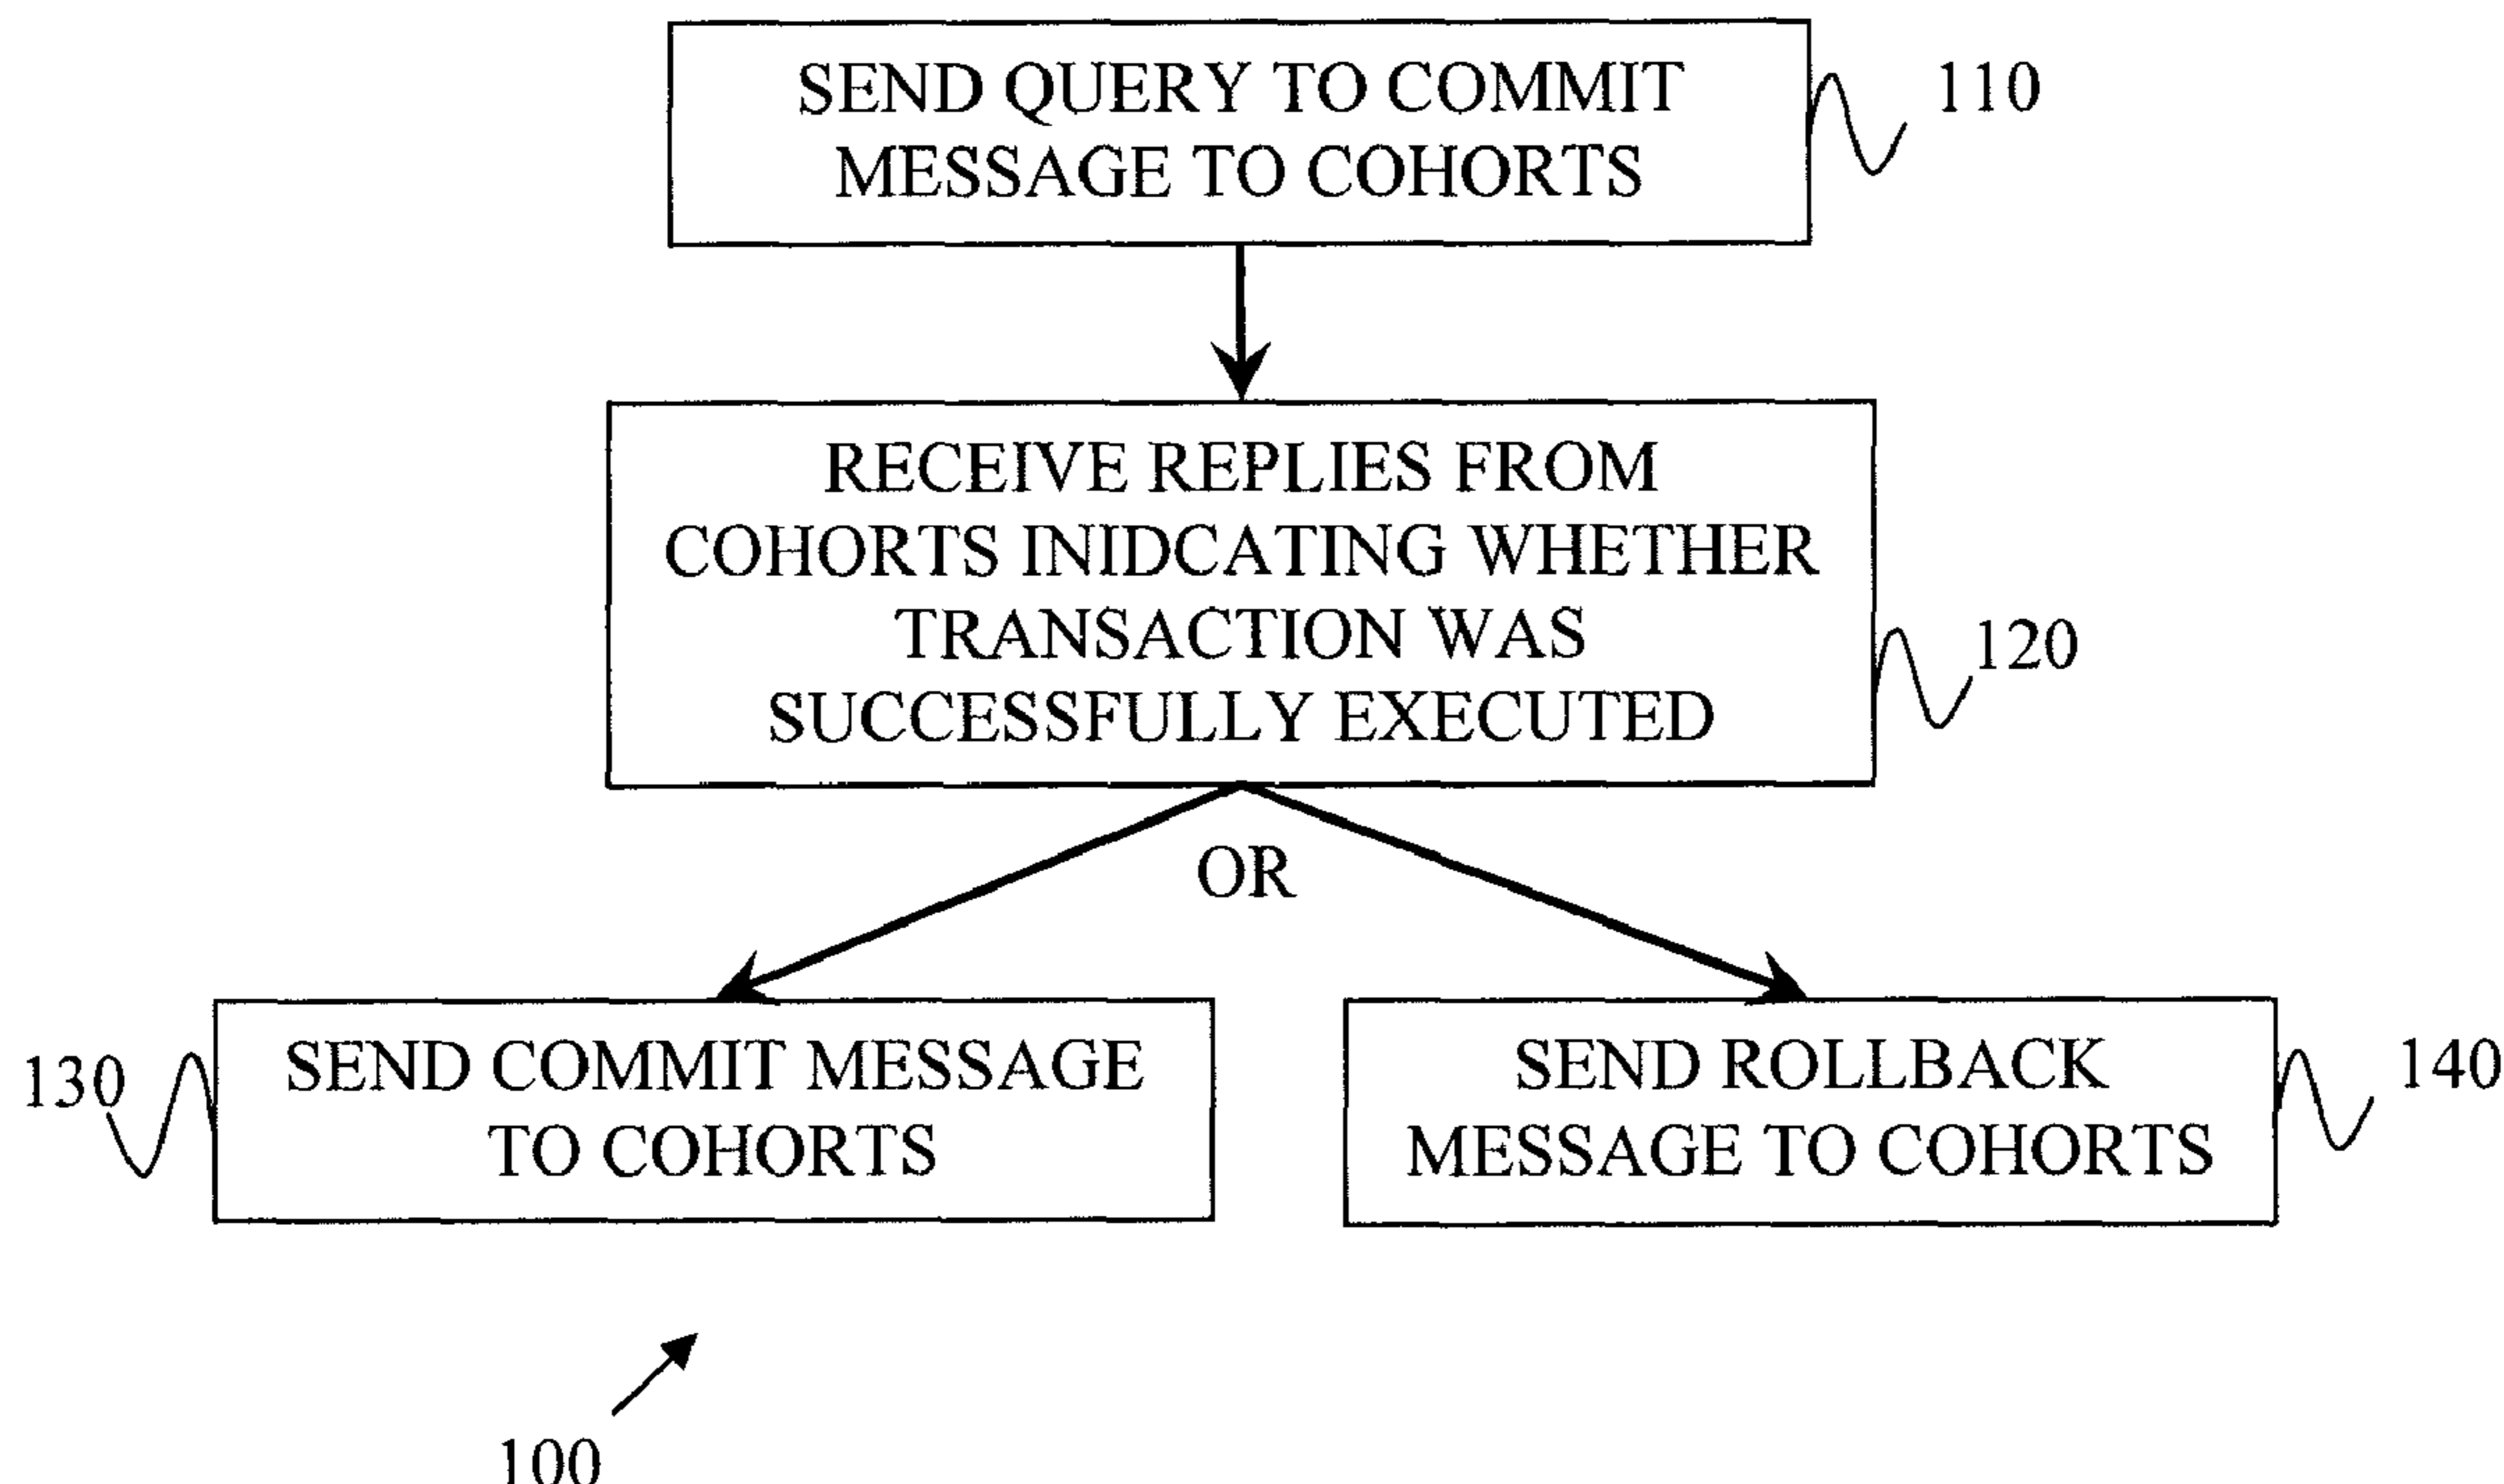 SEND QUERY TO COMMIT
MESSAGE TO COHORTS
110
RECEIVE REPLIES FROM
COHORTS INIDCATING WHETHER
TRANSACTION WAS
SUCCESSFULLY EXECUTED
120
OR
130
SEND COMMIT MESSAGE
TO COHORTS
SEND ROLLBACK
MESSAGE TO COHORTS
140
100